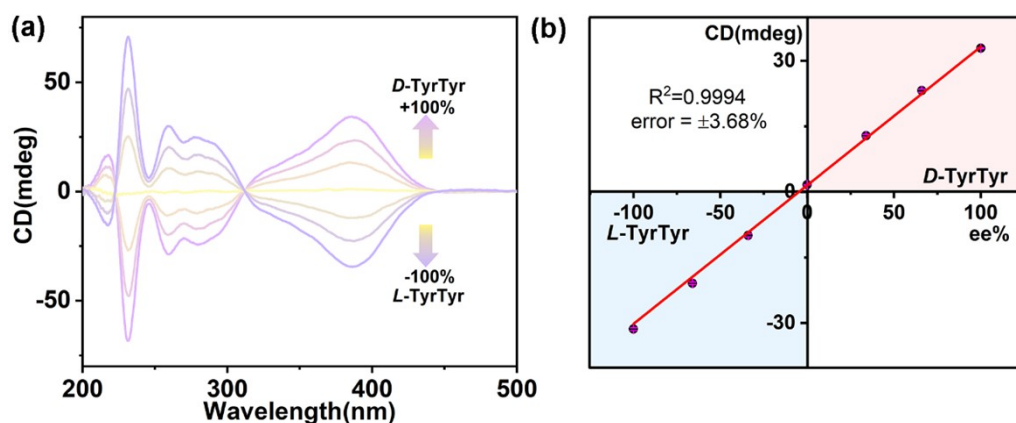 (a)
CD(mdeg)
50
0
-50
D-TyrTyr
+100%
-100%
L-TyrTyr
200
300
400
500
Wavelength(nm)
(b)
CD(mdeg)
30
R²=0.9994
error = ±3.68%
D-TyrTyr
-100
-50
0
50
100
L-TyrTyr
ee%
-30